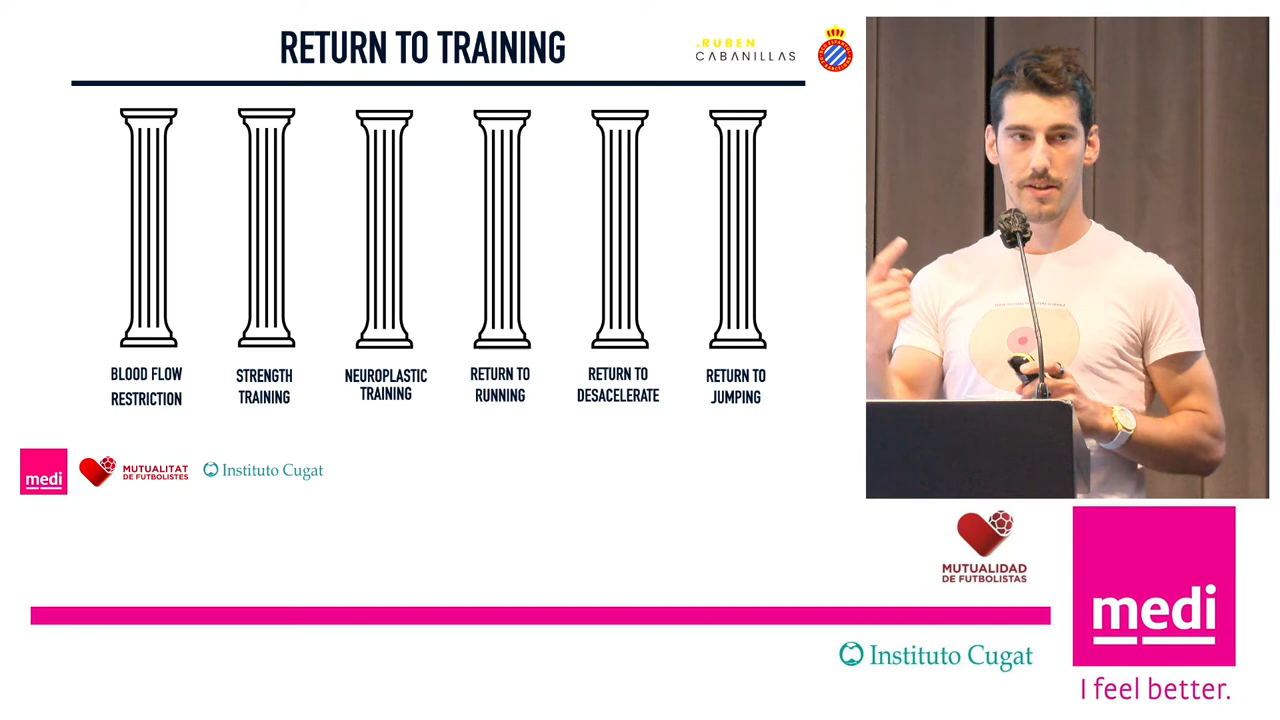 RETURN TO TRAINING
.RUBEN
CABANILLAS
BLOOD FLOW
RESTRICTION
STRENGTH
TRAINING
NEUROPLASTIC
TRAINING
RETURN TO
RUNNING
RETURN TO
DESACELERATE
RETURN TO
JUMPING
medi
MUTUALITAT
DE FUTBOLISTES
Instituto Cugat
MUTUALIDAD
DE FUTBOLISTAS
medi
Instituto Cugat
I feel better.